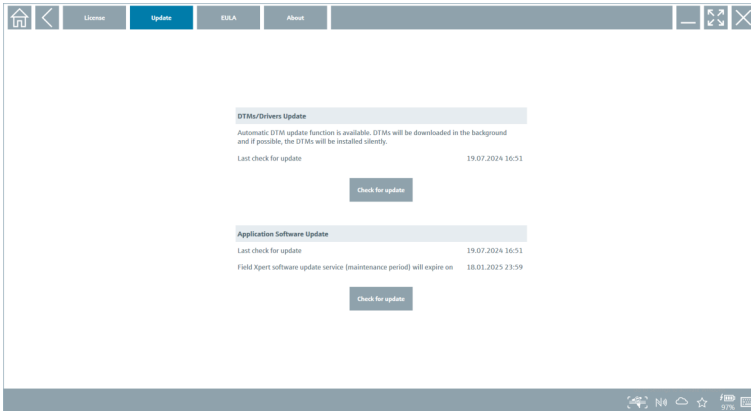 License
Update
EULA
About
DTMs/Drivers Update
Automatic DTM update function is available. DTMs will be downloaded in the background
and if possible, the DTMs will be installed silently.
Last check for update 19.07.2024 16:51
Check for update
Application Software Update
Last check for update 19.07.2024 16:51
Field Xpert software update service (maintenance period) will expire on 18.01.2025 23:59
Check for update
97%